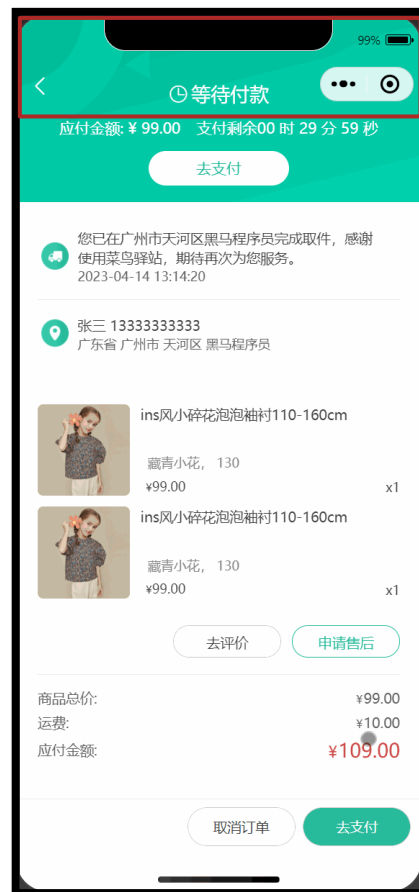 99%
等待付款
应付金额: ¥ 99.00 支付剩余00 时 29 分 59 秒
去支付
您已在广州市天河区黑马程序员完成取件，感谢
使用菜鸟驿站，期待再次为您服务。
2023-04-14 13:14:20
张三 13333333333
广东省 广州市 天河区 黑马程序员
ins风小碎花泡泡袖衬110-160cm
藏青小花， 130
¥99.00 x1
ins风小碎花泡泡袖衬110-160cm
藏青小花， 130
¥99.00 x1
去评价 申请售后
商品总价: ¥99.00
运费: ¥10.00
应付金额: ¥109.00
取消订单 去支付